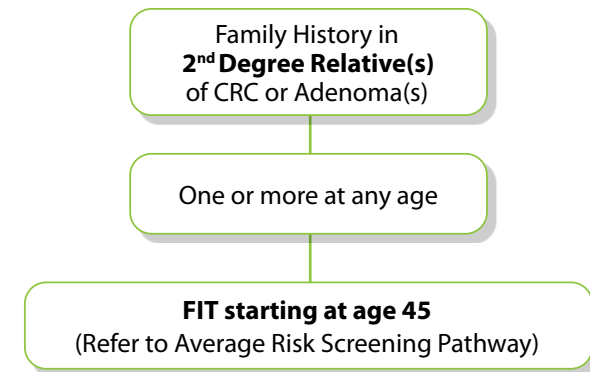 Family History in
2nd Degree Relative(s)
of CRC or Adenoma(s)
One or more at any age
FIT starting at age 45
(Refer to Average Risk Screening Pathway)